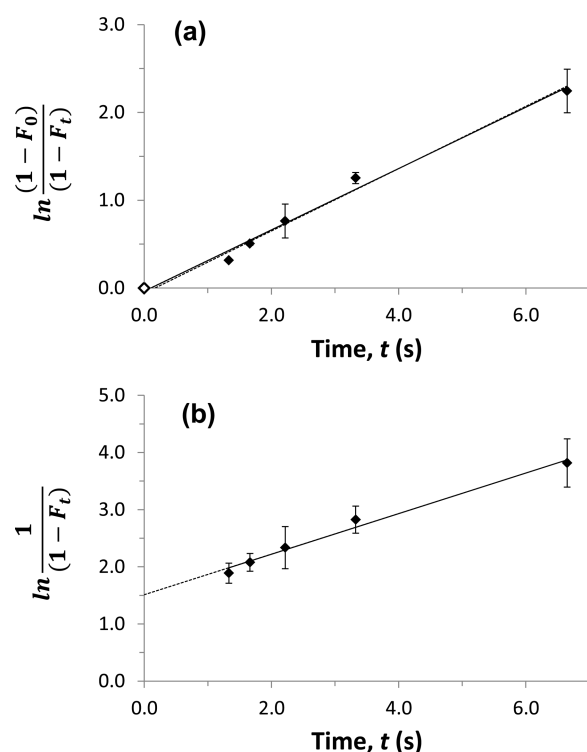 (a)
3.0
2.0
1.0
0.0
ln (1 − F₀) / (1 − Fₜ)
0.0 2.0 4.0 6.0
Time, t (s)
(b)
5.0
4.0
3.0
2.0
1.0
0.0
ln 1 / (1 − Fₜ)
0.0 2.0 4.0 6.0
Time, t (s)